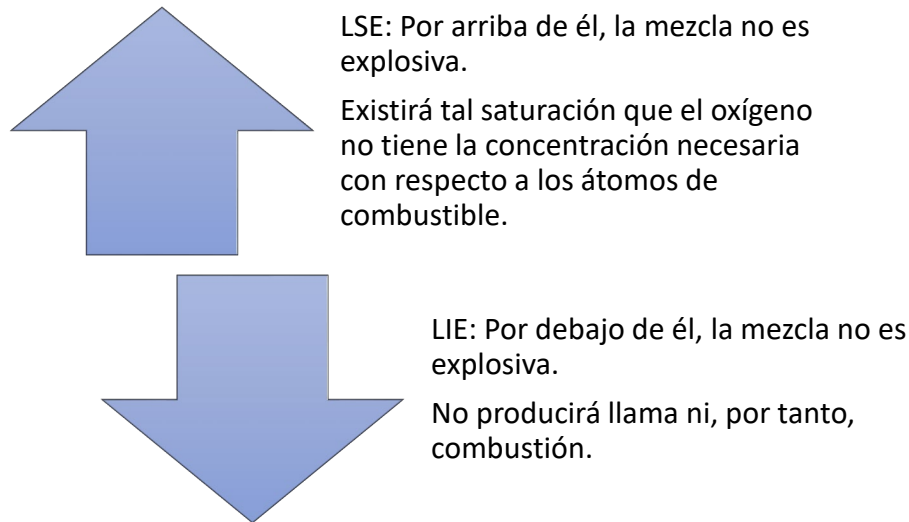 LSE: Por arriba de él, la mezcla no es
explosiva.
Existirá tal saturación que el oxígeno
no tiene la concentración necesaria
con respecto a los átomos de
combustible.
LIE: Por debajo de él, la mezcla no es
explosiva.
No producirá llama ni, por tanto,
combustión.